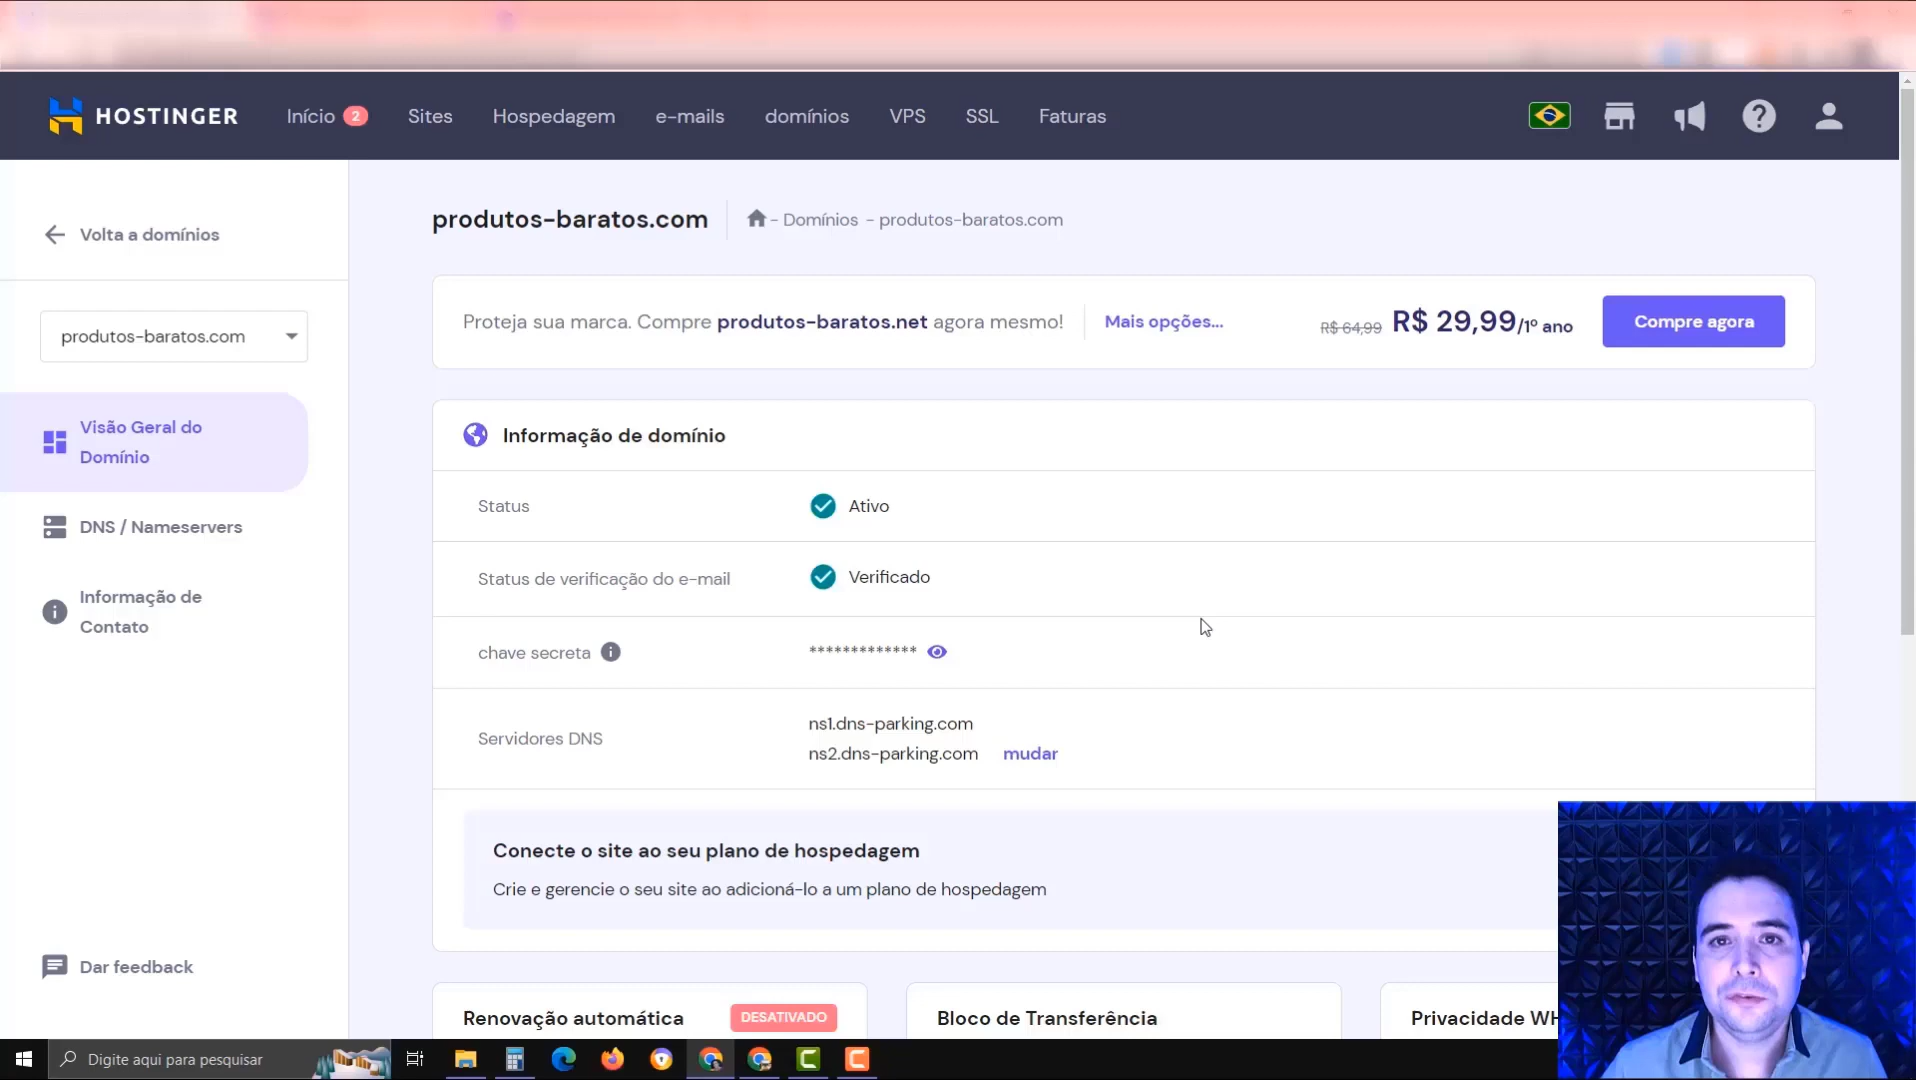 HOSTINGER
Início 2 Sites Hospedagem e-mails domínios VPS SSL Faturas
Volta a domínios
produtos-baratos.com
Visão Geral do
Domínio
DNS / Nameservers
Informação de
Contato
Dar feedback
produtos-baratos.com - Domínios - produtos-baratos.com
Proteja sua marca. Compre produtos-baratos.net agora mesmo! Mais opções... R$ 64,99 R$ 29,99/1º ano Compre agora
Informação de domínio
Status Ativo
Status de verificação do e-mail Verificado
chave secreta *************
Servidores DNS
ns1.dns-parking.com
ns2.dns-parking.com mudar
Conecte o site ao seu plano de hospedagem
Crie e gerencie o seu site ao adicioná-lo a um plano de hospedagem
Renovação automática DESATIVADO
Bloco de Transferência
Privacidade WH
Digite aqui para pesquisar